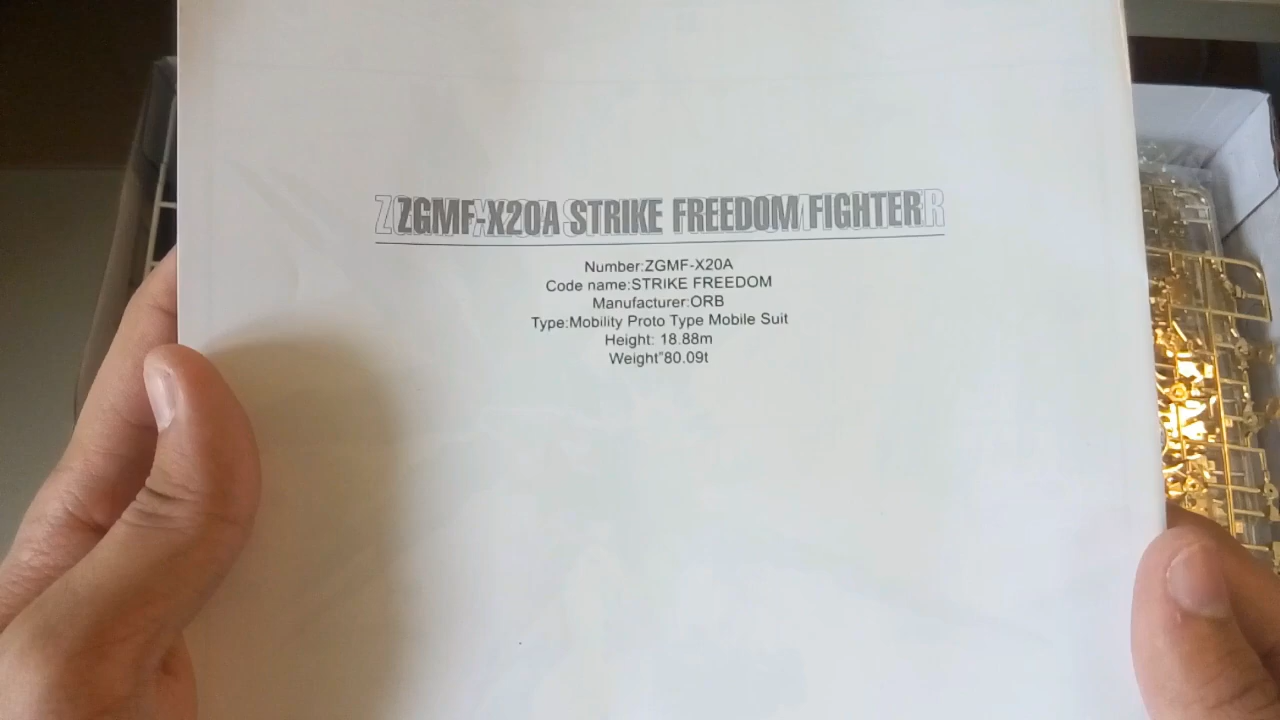 ZGMF-X20A STRIKE FREEDOM FIGHTER
Number:ZGMF-X20A
Code name:STRIKE FREEDOM
Manufacturer:ORB
Type:Mobility Proto Type Mobile Suit
Height: 18.88m
Weight"80.09t